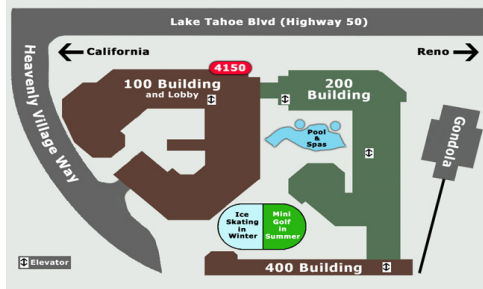 Lake Tahoe Blvd (Highway 50)
California
Reno
4150
100 Building
and Lobby
200
Building
Heavenly Village Way
Pool
&
Spas
Gondola
Ice
Skating
in
Winter
Mini
Golf
in
Summer
Elevator
400 Building